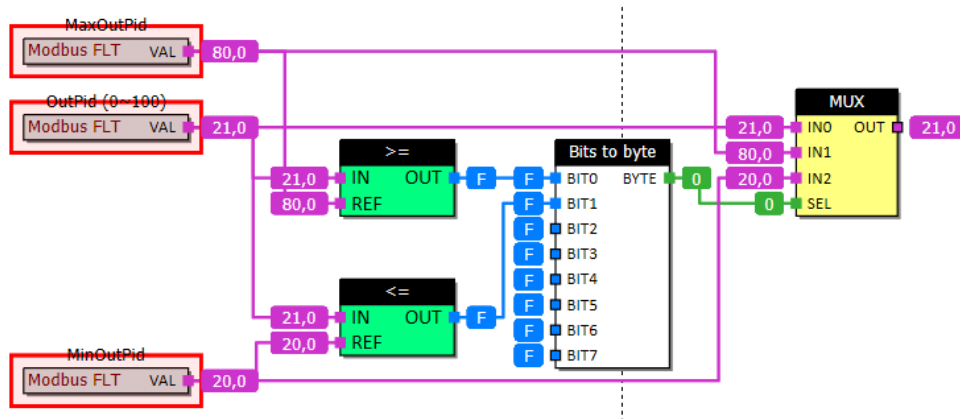 MaxOutPid
Modbus FLT VAL 80,0
OutPid (0~100)
Modbus FLT VAL 21,0
MUX
21,0 IN0 OUT 21,0
80,0 IN1
20,0 IN2
0 SEL
>=
21,0 IN OUT F
80,0 REF
Bits to byte
F BIT0 BYTE 0
F BIT1
F BIT2
F BIT3
F BIT4
F BIT5
F BIT6
F BIT7
<=
21,0 IN OUT F
20,0 REF
MinOutPid
Modbus FLT VAL 20,0